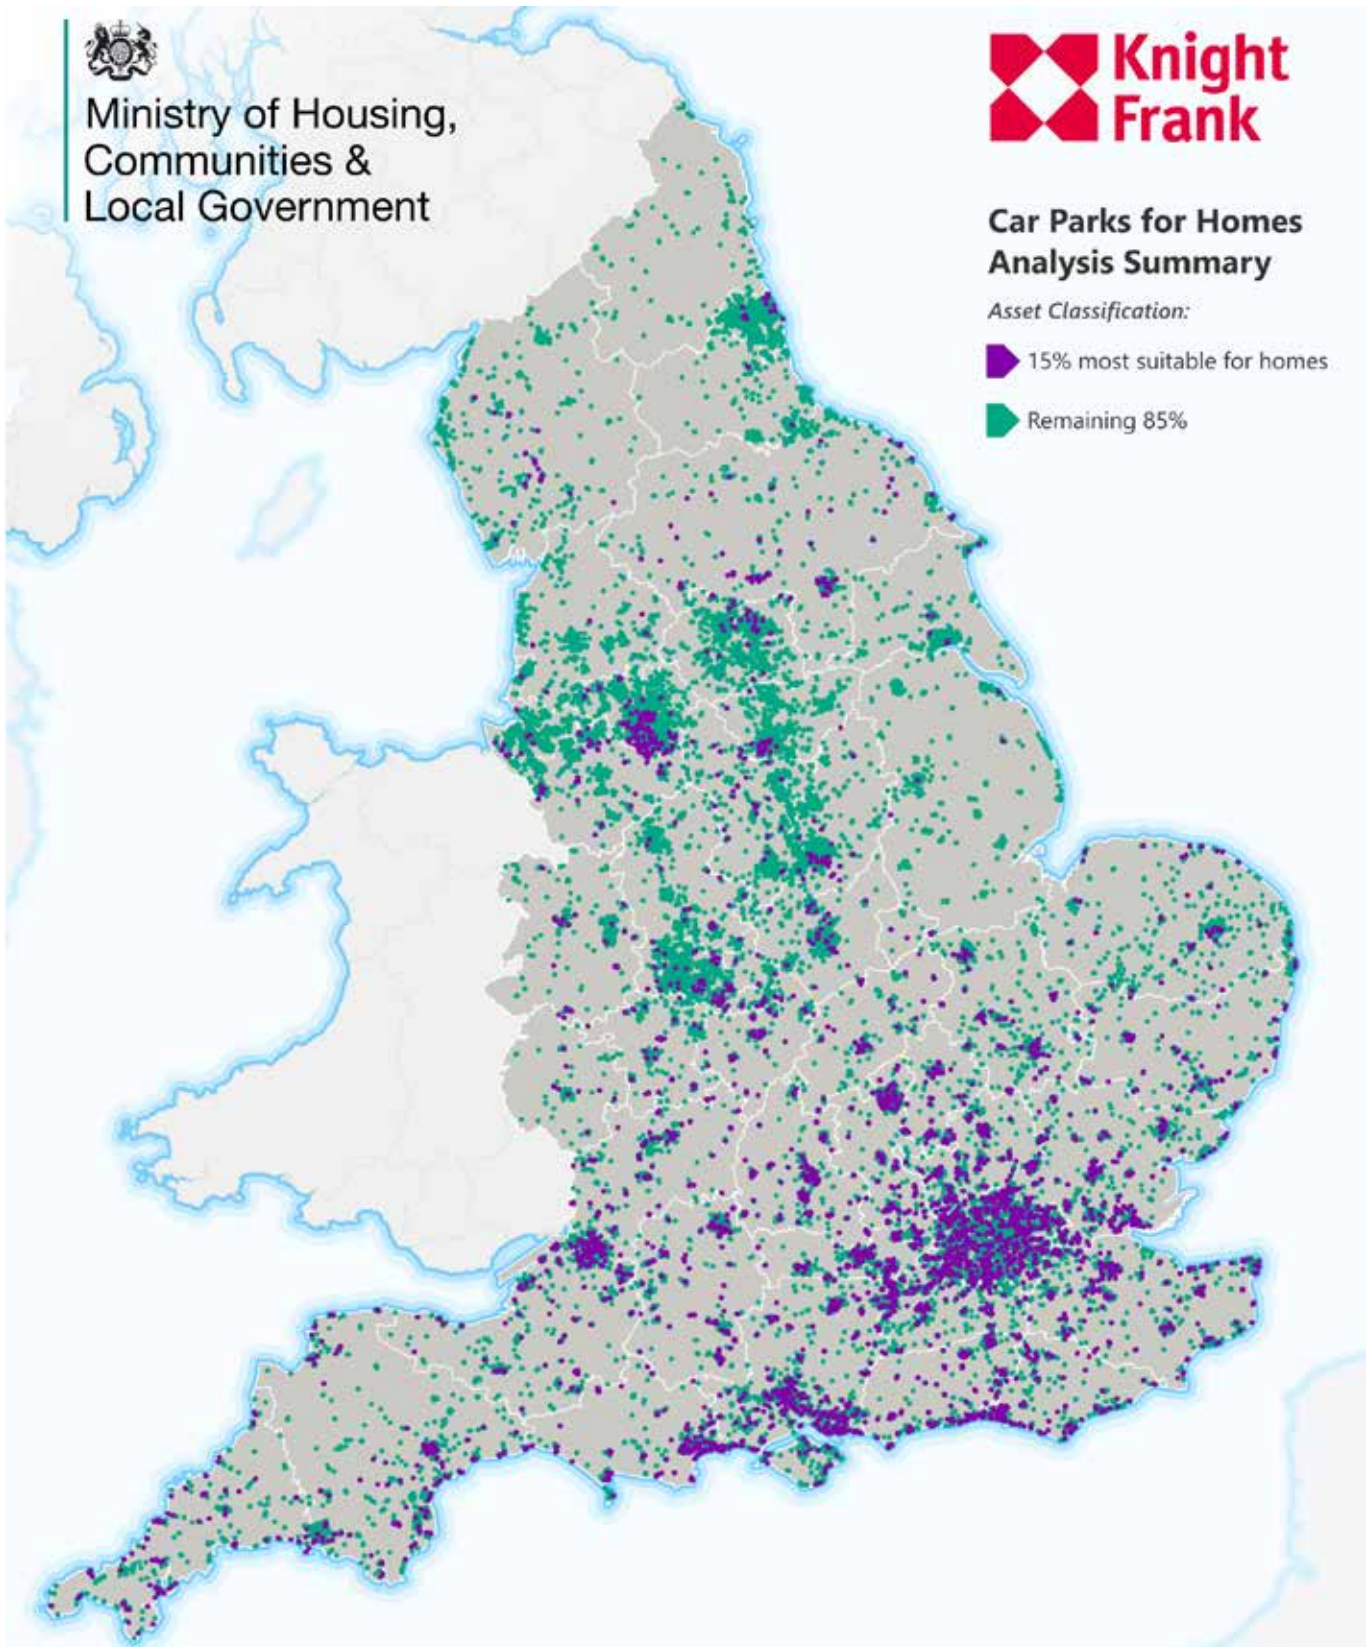 Ministry of Housing,
Communities &
Local Government
Knight
Frank
Car Parks for Homes
Analysis Summary
Asset Classification:
15% most suitable for homes
Remaining 85%